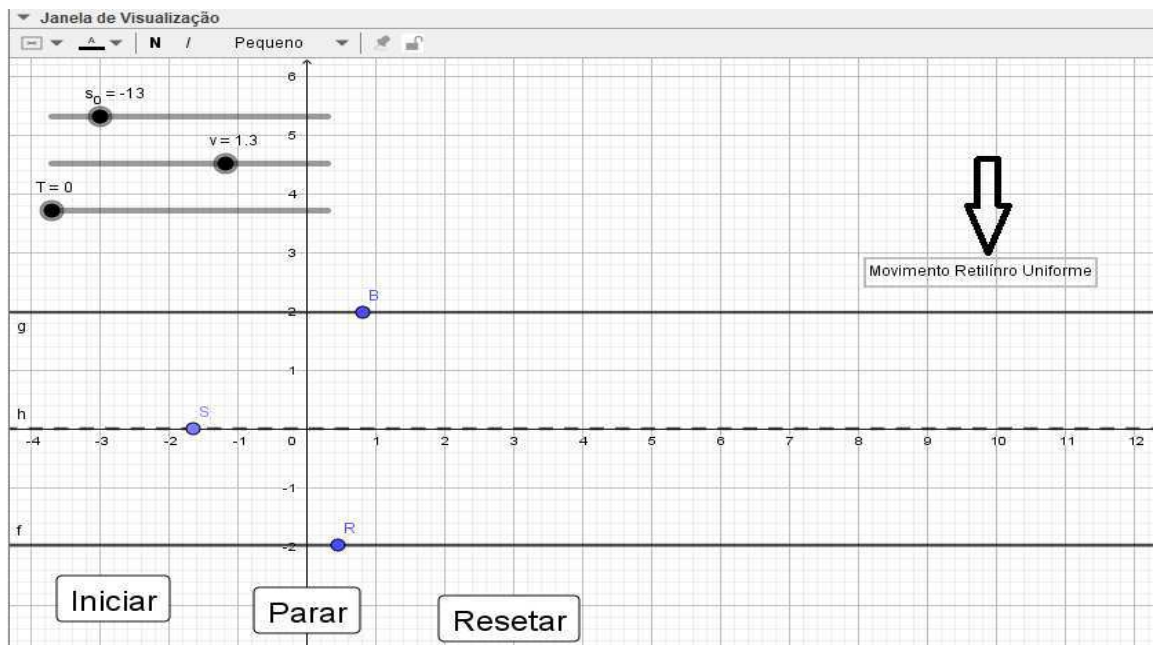 Janela de Visualização
A N I Pequeno
s0 = -13
v = 1.3
T = 0
6
5
4
3
2
1
0
-1
-2
Movimento Retilínro Uniforme
B
g
h
S
-4 -3 -2 -1 0 1 2 3 4 5 6 7 8 9 10 11 12
f
R
Iniciar
Parar
Resetar